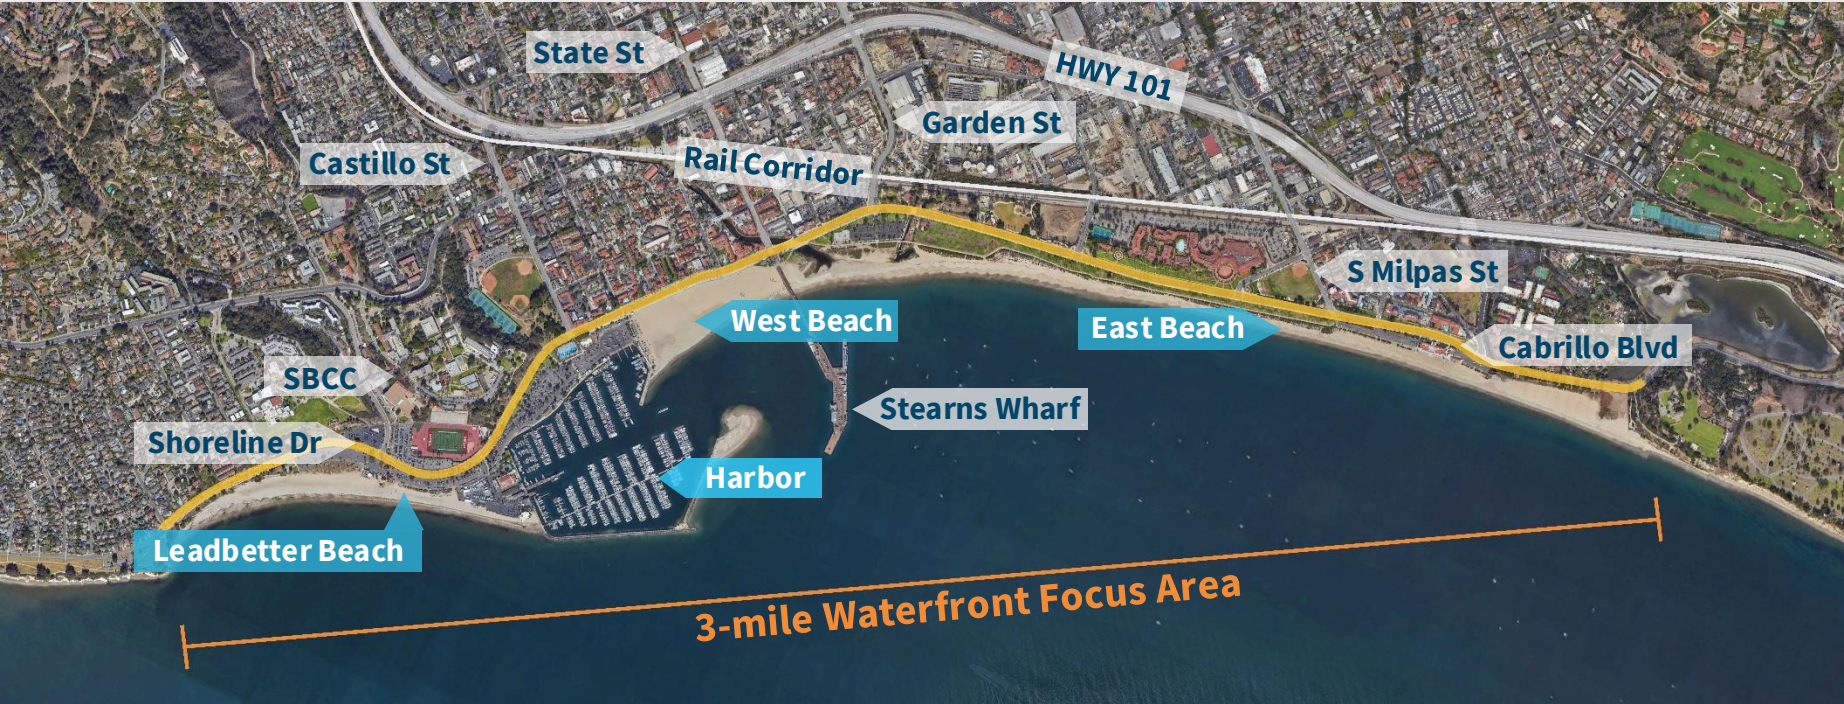 State St
HWY 101
Garden St
Castillo St
Rail Corridor
S Milpas St
West Beach
East Beach
Cabrillo Blvd
SBCC
Stearns Wharf
Shoreline Dr
Harbor
Leadbetter Beach
3-mile Waterfront Focus Area